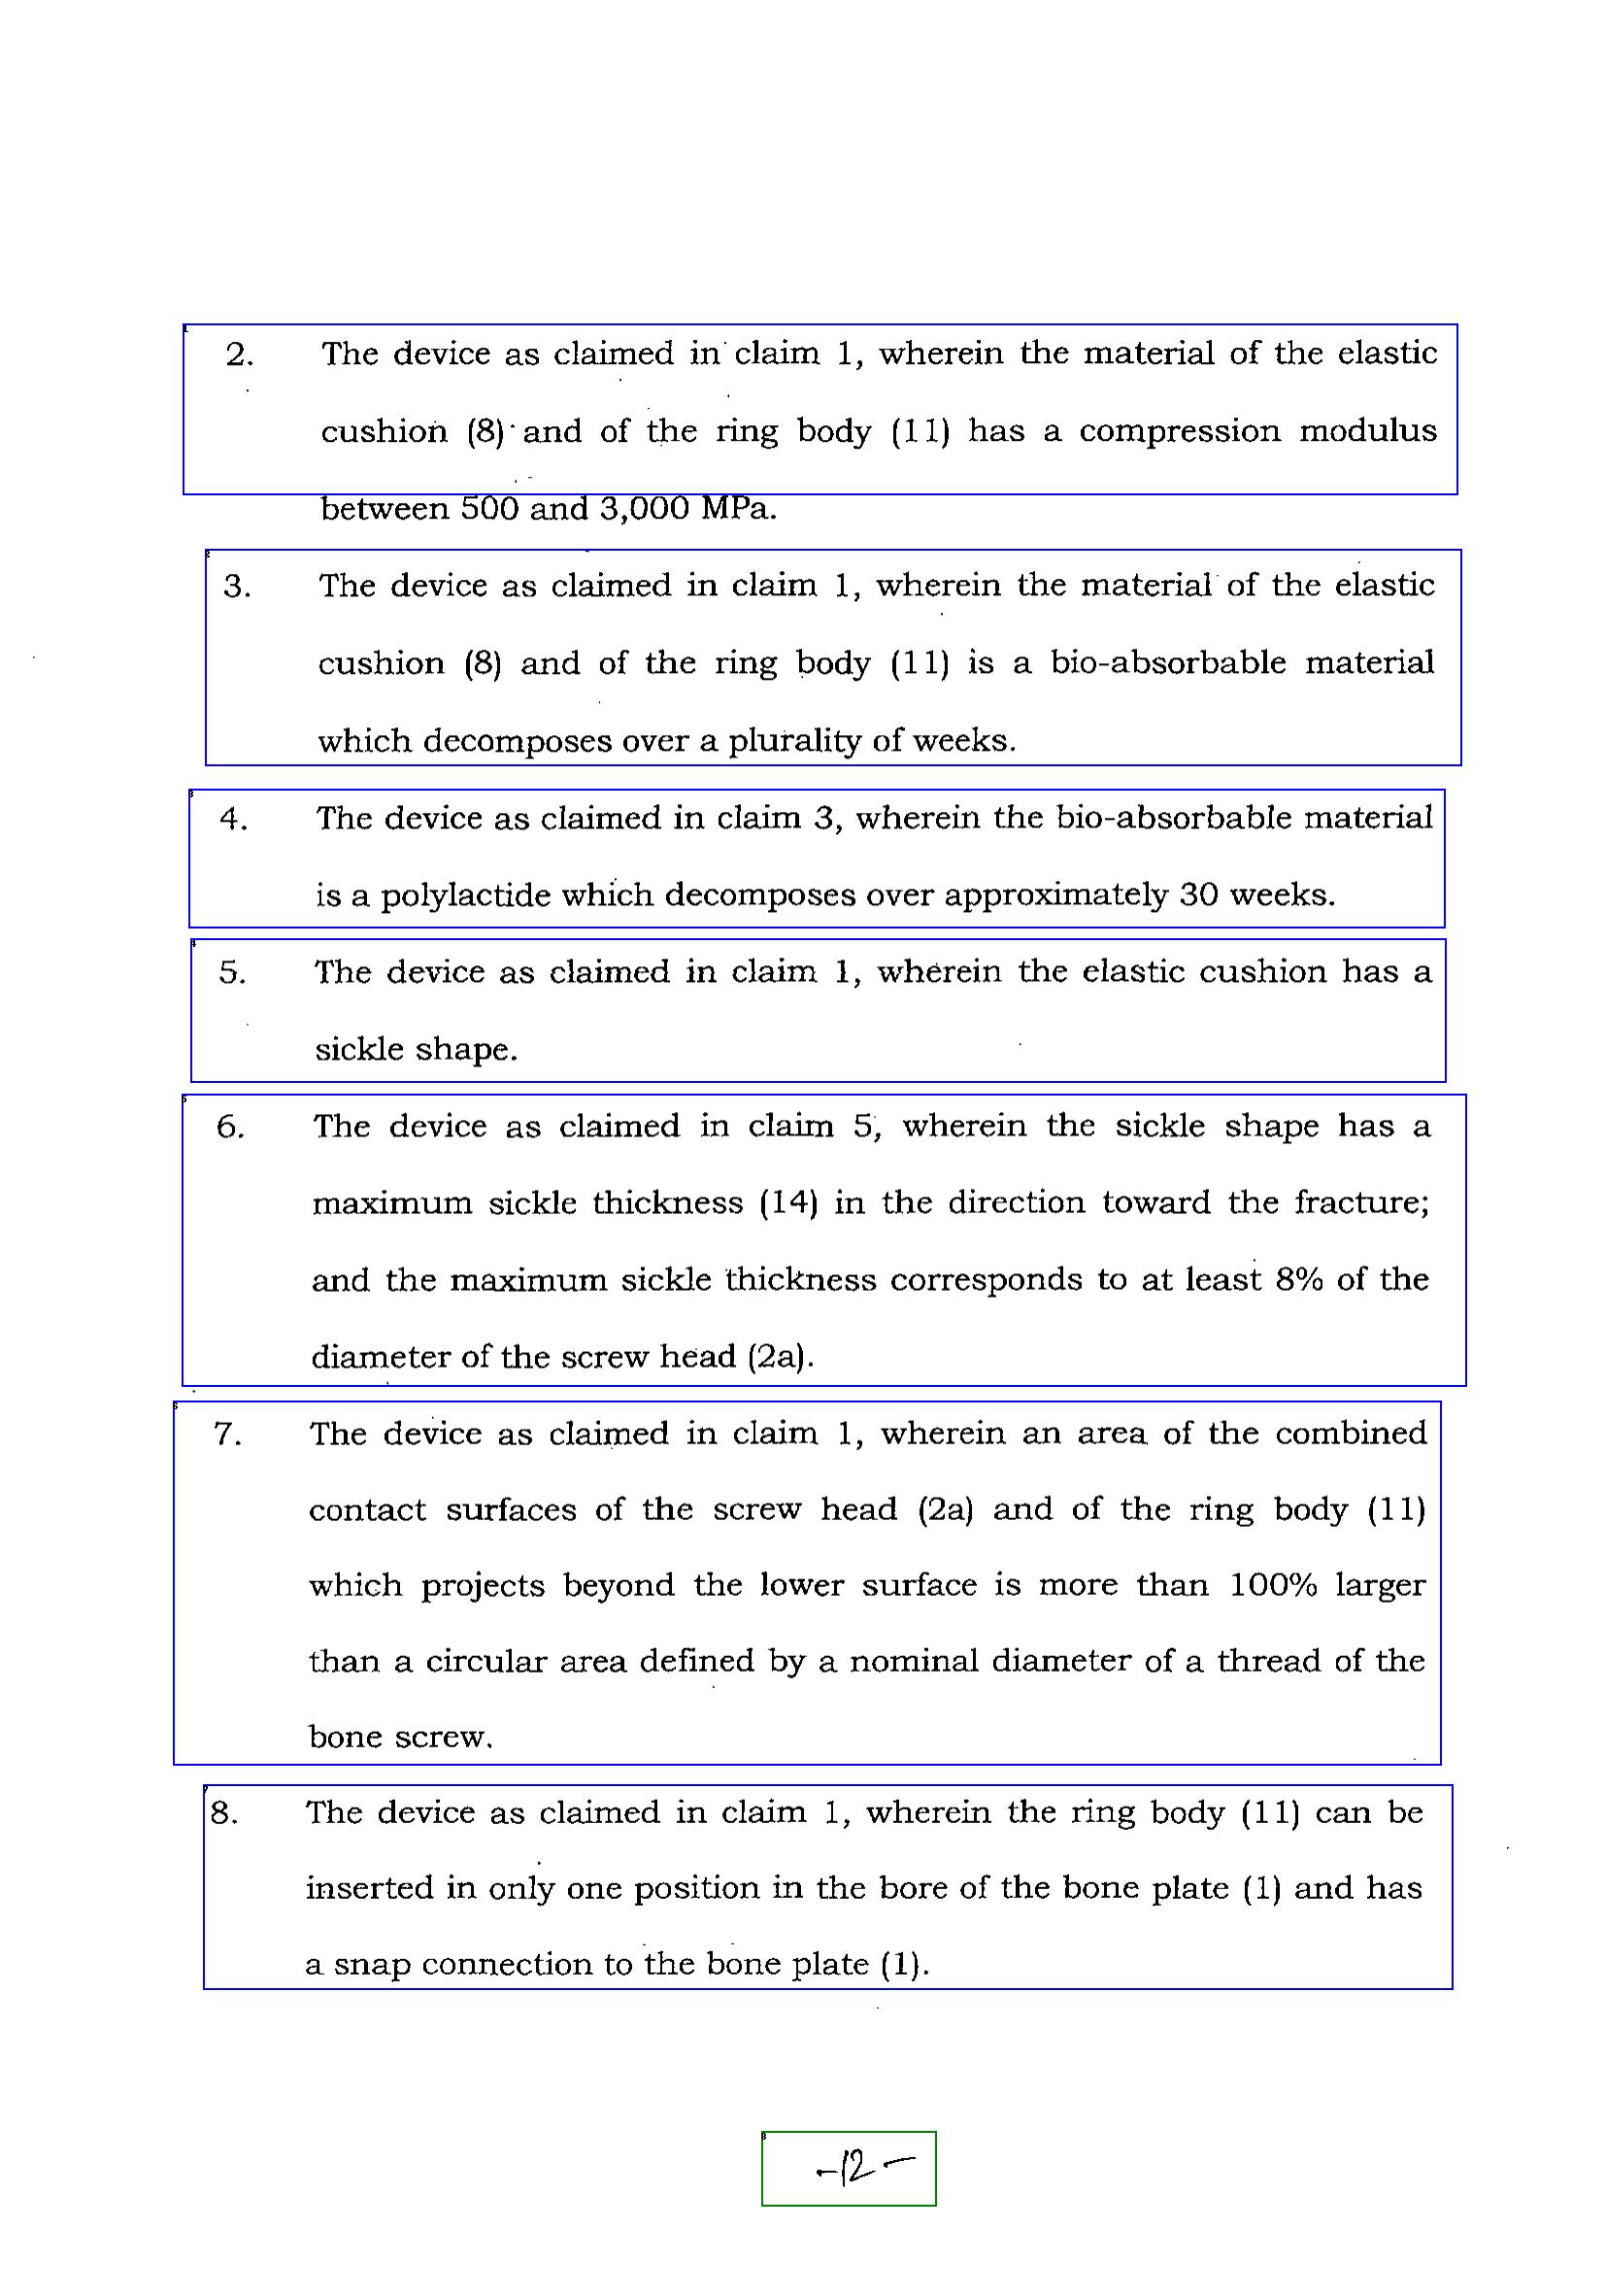 2. The device as claimed in claim 1, wherein the material of the elastic
cushion (8) and of the ring body (11) has a compression modulus
between 500 and 3,000 MPa.
3. The device as claimed in claim 1, wherein the material of the elastic
cushion (8) and of the ring body (11) is a bio-absorbable material
which decomposes over a plurality of weeks.
4. The device as claimed in claim 3, wherein the bio-absorbable material
is a polylactide which decomposes over approximately 30 weeks.
5. The device as claimed in claim 1, wherein the elastic cushion has a
sickle shape.
6. The device as claimed in claim 5, wherein the sickle shape has a
maximum sickle thickness (14) in the direction toward the fracture;
and the maximum sickle thickness corresponds to at least 8% of the
diameter of the screw head (2a).
7. The device as claimed in claim 1, wherein an area of the combined
contact surfaces of the screw head (2a) and of the ring body (11)
which projects beyond the lower surface is more than 100% larger
than a circular area defined by a nominal diameter of a thread of the
bone screw.
8. The device as claimed in claim 1, wherein the ring body (11) can be
inserted in only one position in the bore of the bone plate (1) and has
a snap connection to the bone plate (1).
-12-